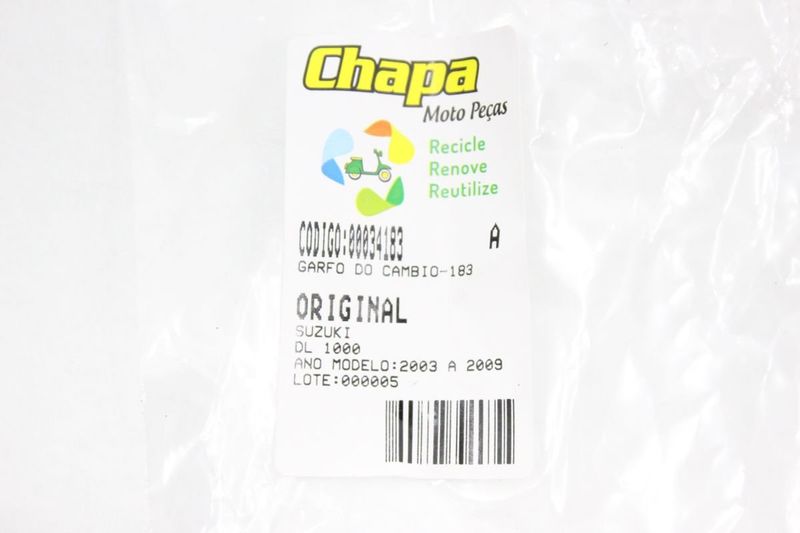 Chapa
Moto Peças
Recicle
Renove
Reutilize
CODIGO:00034183 A
GARFO DO CAMBIO-183
ORIGINAL
SUZUKI
DL 1000
ANO MODELO:2003 A 2009
LOTE:000005